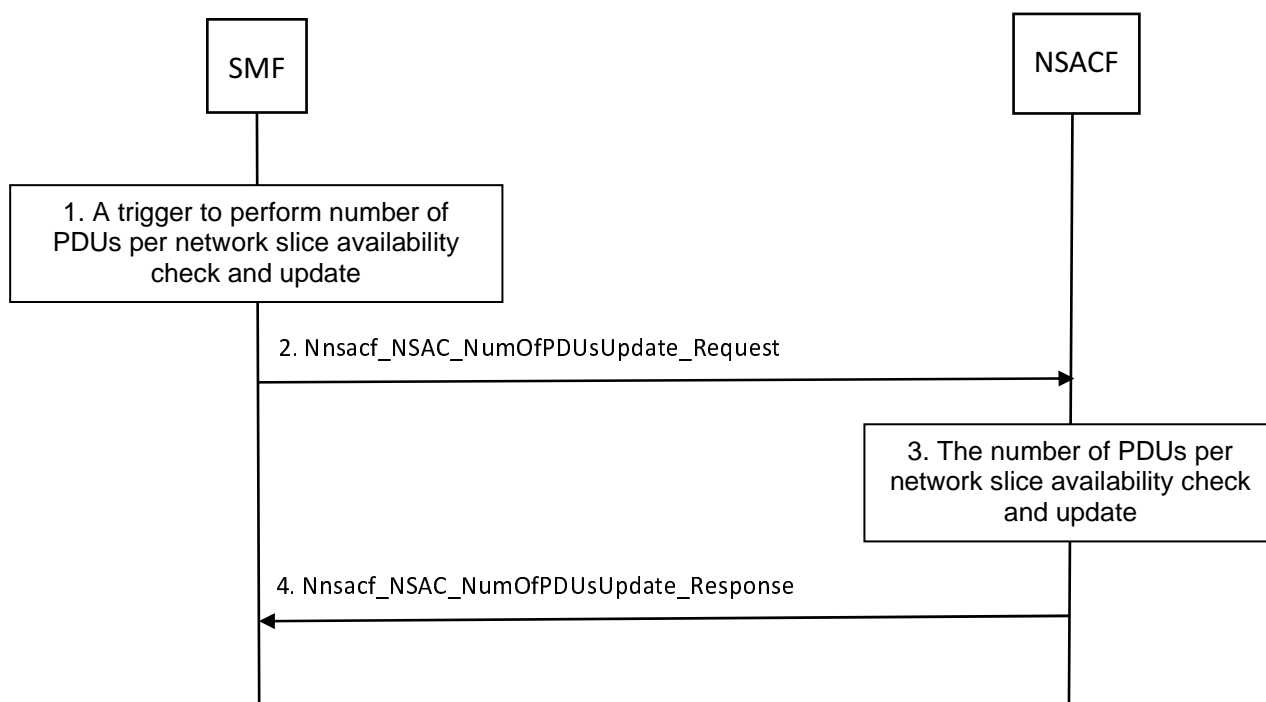 SMF
NSACF
1. A trigger to perform number of
PDUs per network slice availability
check and update
2. Nnsacf_NSAC_NumOfPDUsUpdate_Request
3. The number of PDUs per
network slice availability check
and update
4. Nnsacf_NSAC_NumOfPDUsUpdate_Response